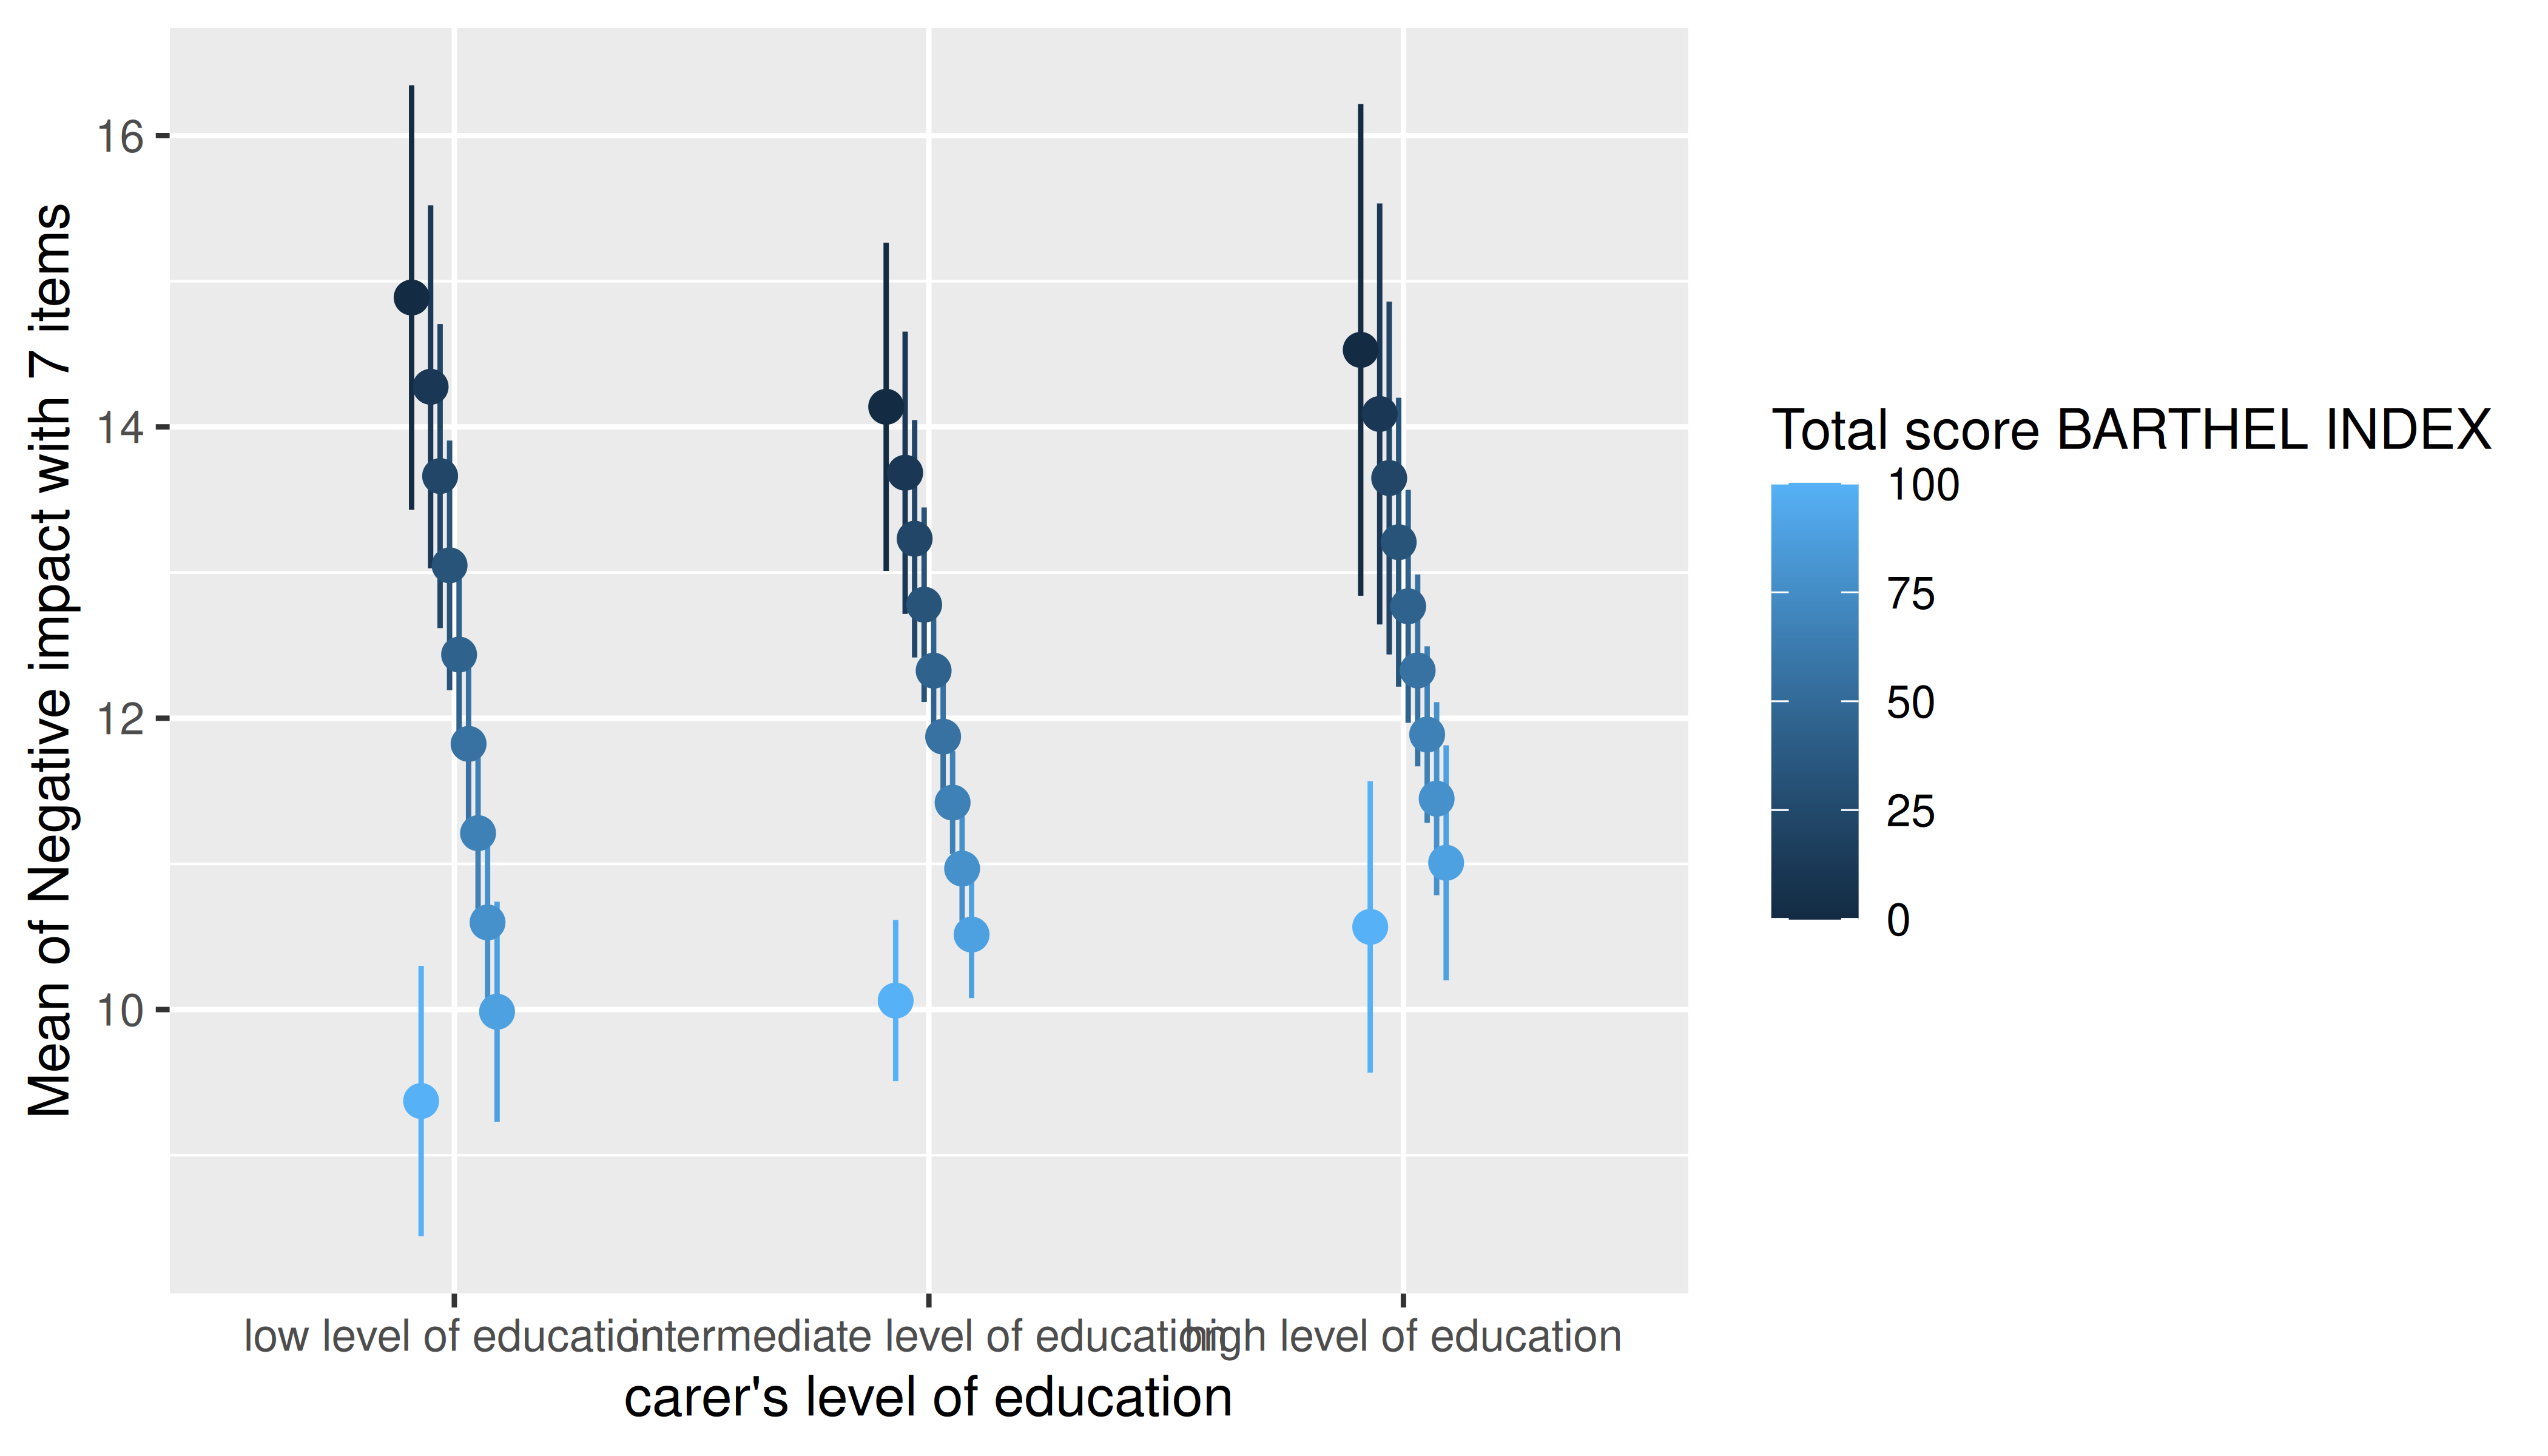 Mean of Negative impact with 7 items
16
14
12
10
low level of education
intermediate level of education
high level of education
carer's level of education
Total score BARTHEL INDEX
100
75
50
25
0